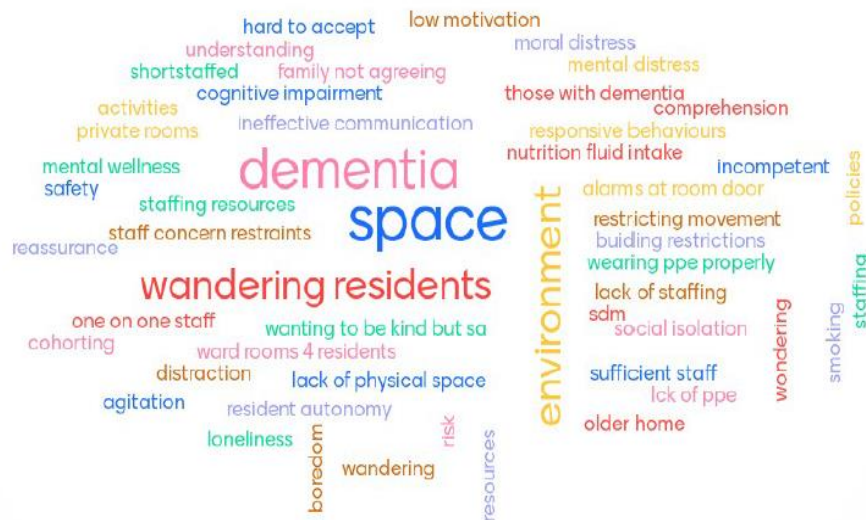 low motivation
hard to accept
moral distress
understanding
mental distress
shortstaffed
family not agreeing
cognitive impairment
those with dementia
activities
comprehension
private rooms
ineffective communication
responsive behaviours
nutrition fluid intake
mental wellness
dementia
incompetent
policies
safety
alarms at room door
staffing resources
space
environment
restricting movement
staff concern restraints
buiding restrictions
reassurance
wearing ppe properly
staffing
wandering residents
lack of staffing
wondering
smoking
one on one staff
wanting to be kind but sa
sdm
social isolation
cohorting
ward rooms 4 residents
distraction
lack of physical space
sufficient staff
lck of ppe
agitation
resident autonomy
older home
loneliness
boredom
risk
resources
wandering